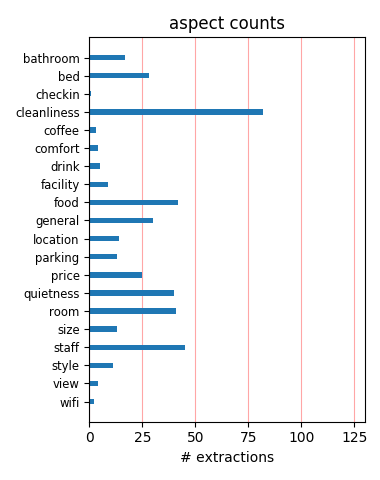 aspect counts
bathroom
bed
checkin
cleanliness
coffee
comfort
drink
facility
food
general
location
parking
price
quietness
room
size
staff
style
view
wifi
0 25 50 75 100 125
# extractions